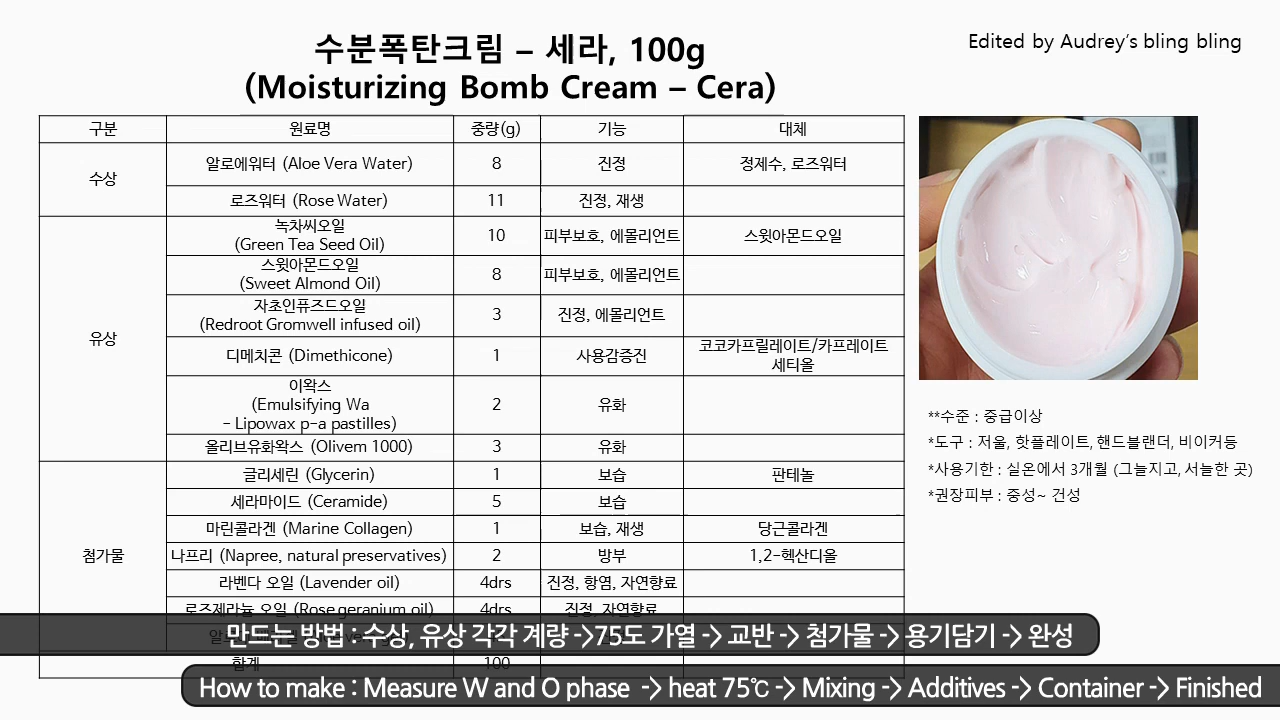 수분폭탄크림 – 세라, 100g
(Moisturizing Bomb Cream – Cera)
Edited by Audrey’s bling bling
구분 원료명 중량(g) 기능 대체
수상 알로에워터 (Aloe Vera Water) 8 진정 정제수, 로즈워터
로즈워터 (Rose Water) 11 진정, 재생
유상 녹차씨오일
(Green Tea Seed Oil) 10 피부보호, 에몰리언트 스윗아몬드오일
스윗아몬드오일
(Sweet Almond Oil) 8 피부보호, 에몰리언트
자초인퓨즈드오일
(Redroot Gromwell infused oil) 3 진정, 에몰리언트
디메치콘 (Dimethicone) 1 사용감증진 코코카프릴레이트/카프레이트
세티올
이왁스
(Emulsifying Wa
- Lipowax p-a pastilles) 2 유화
올리브유화왁스 (Olivem 1000) 3 유화
첨가물 글리세린 (Glycerin) 1 보습 판테놀
세라마이드 (Ceramide) 5 보습
마린콜라겐 (Marine Collagen) 1 보습, 재생 당근콜라겐
나프리 (Napree, natural preservatives) 2 방부 1,2-헥산디올
라벤다 오일 (Lavender oil) 4drs 진정, 항염, 자연향료
로즈제라늄 오일 (Rose geranium oil) 4drs 진정, 자연향료
합계 100
**수준 : 중급이상
*도구 : 저울, 핫플레이트, 핸드블랜더, 비이커등
*사용기한 : 실온에서 3개월 (그늘지고, 서늘한 곳)
*권장피부 : 중성~ 건성
만드는 방법 : 수상, 유상 각각 계량 ->75도 가열 -> 교반 -> 첨가물 -> 용기담기 -> 완성
How to make : Measure W and O phase -> heat 75℃ -> Mixing -> Additives -> Container -> Finished